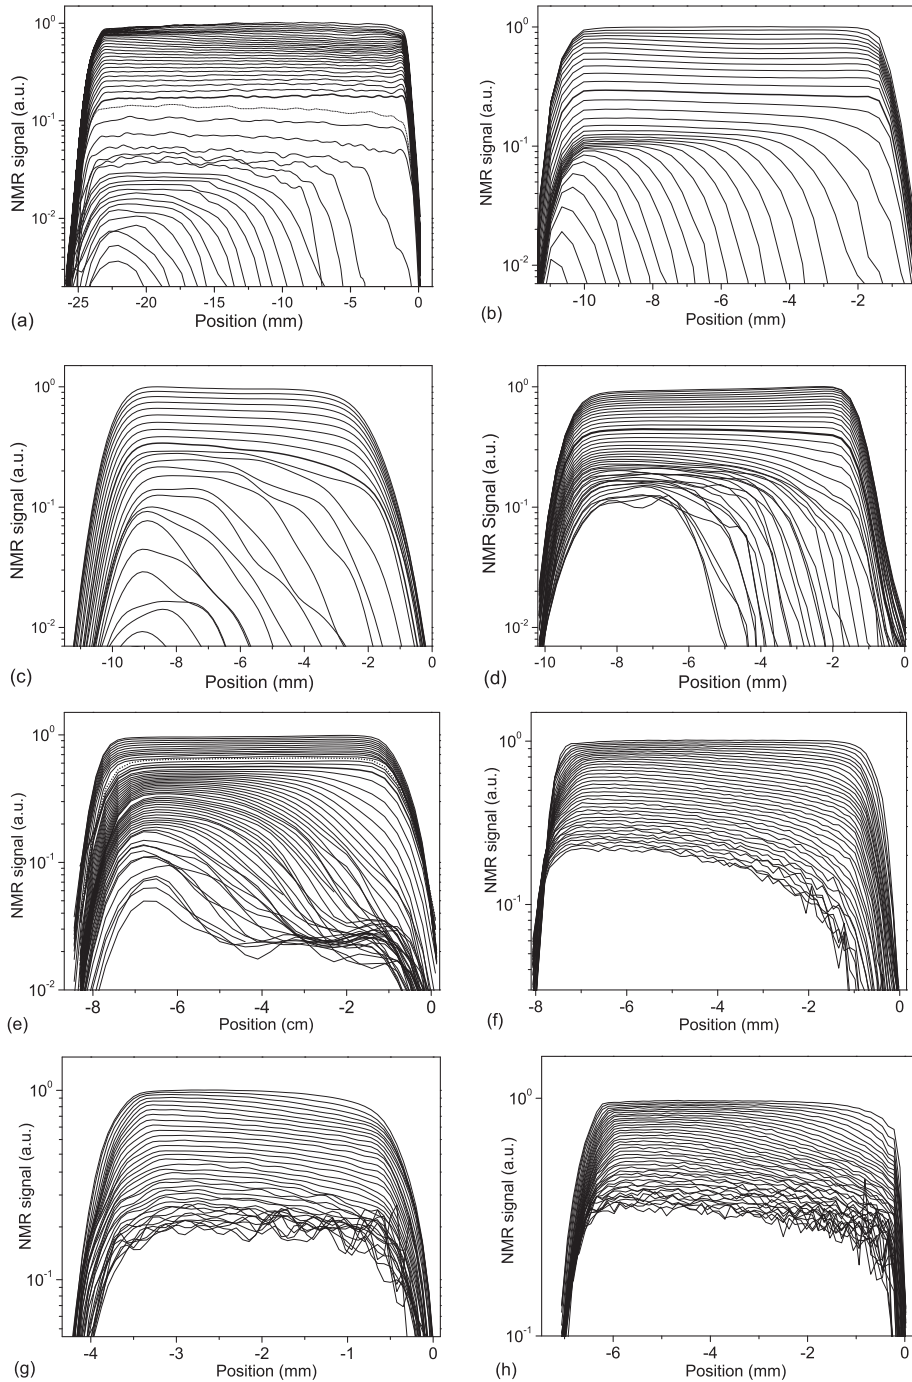 10^0
10^-1
10^-2
NMR signal (a.u.)
-25 -20 -15 -10 -5 0
Position (mm)
(a)
10^0
10^-1
10^-2
NMR signal (a.u.)
-10 -8 -6 -4 -2
Position (mm)
(b)
10^0
10^-1
10^-2
NMR signal (a.u.)
-10 -8 -6 -4 -2 0
Position (mm)
(c)
10^0
10^-1
10^-2
NMR Signal (a.u.)
-10 -8 -6 -4 -2 0
Position (mm)
(d)
10^0
10^-1
10^-2
NMR signal (a.u.)
-8 -6 -4 -2 0
Position (cm)
(e)
10^0
10^-1
NMR signal (a.u.)
-8 -6 -4 -2 0
Position (mm)
(f)
10^0
10^-1
NMR signal (a.u.)
-4 -3 -2 -1 0
Position (mm)
(g)
10^0
10^-1
NMR signal (a.u.)
-6 -4 -2 0
Position (mm)
(h)